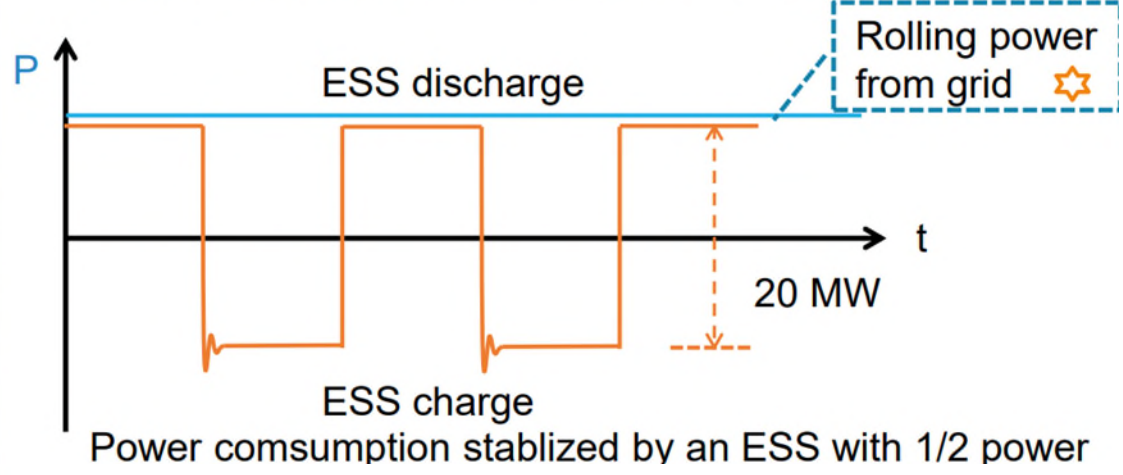 Rolling power
from grid
P
ESS discharge
t
20 MW
ESS charge
Power comsumption stablized by an ESS with 1/2 power